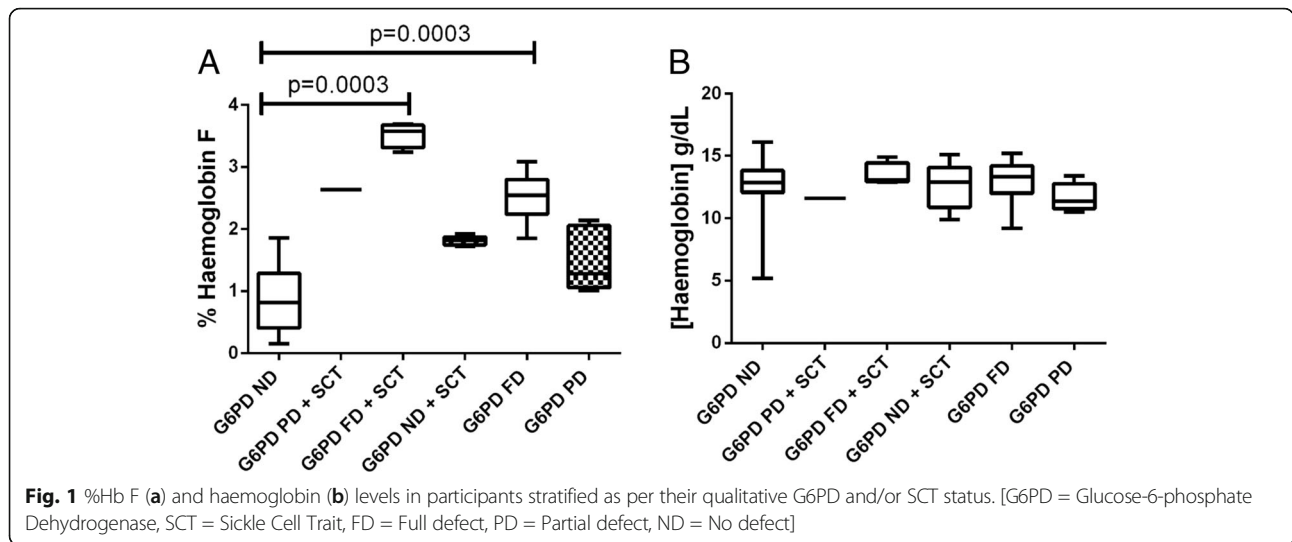 A
p=0.0003
p=0.0003
% Haemoglobin F
4
3
2
1
0
G6PD ND
G6PD PD + SCT
G6PD FD + SCT
G6PD ND + SCT
G6PD FD
G6PD PD
B
[Haemoglobin] g/dL
20
15
10
5
0
G6PD ND
G6PD PD + SCT
G6PD FD + SCT
G6PD ND + SCT
G6PD FD
G6PD PD
Fig. 1 %Hb F (a) and haemoglobin (b) levels in participants stratified as per their qualitative G6PD and/or SCT status. [G6PD = Glucose-6-phosphate
Dehydrogenase, SCT = Sickle Cell Trait, FD = Full defect, PD = Partial defect, ND = No defect]